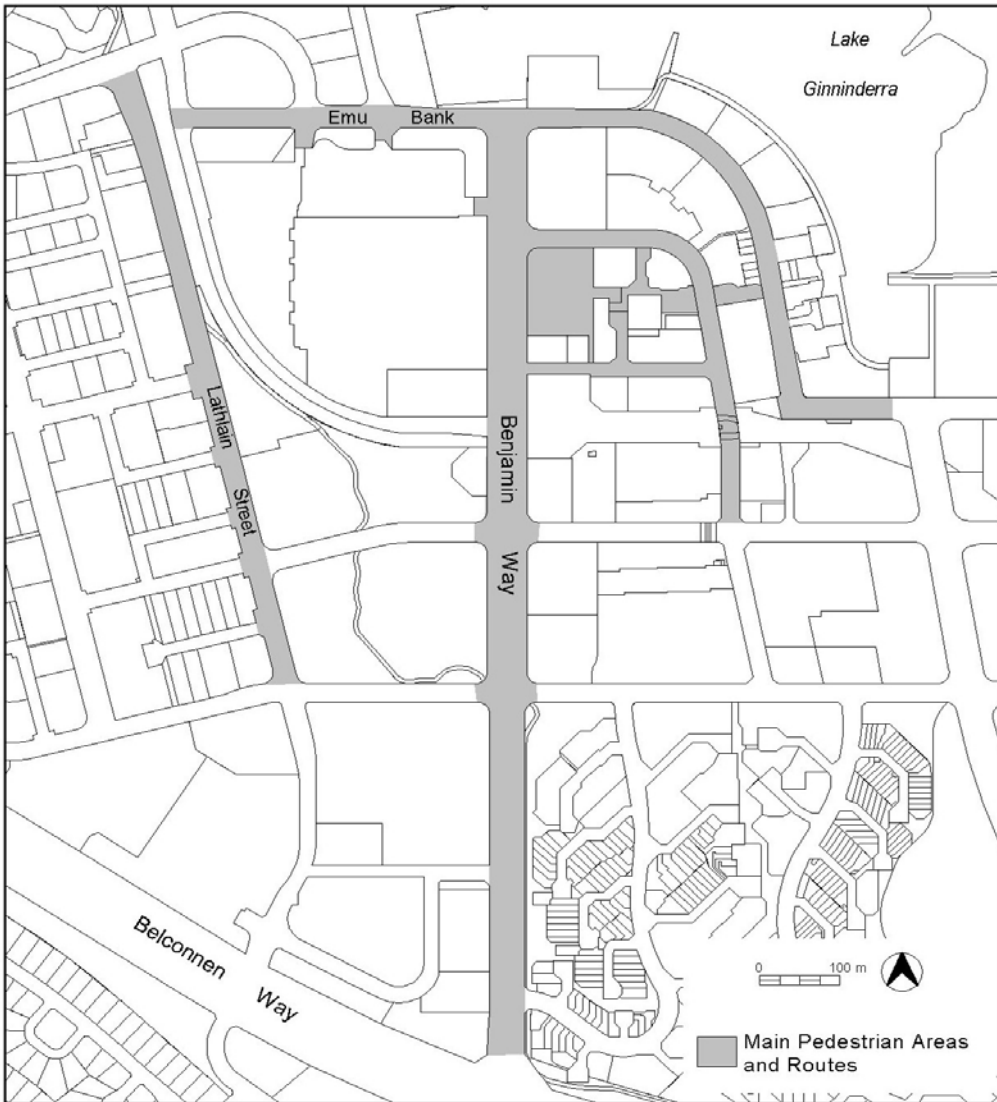 Lake
Ginninderra
Emu Bank
Lathlain
Street
Benjamin
Way
Belconnen
Way
0 100 m
Main Pedestrian Areas
and Routes